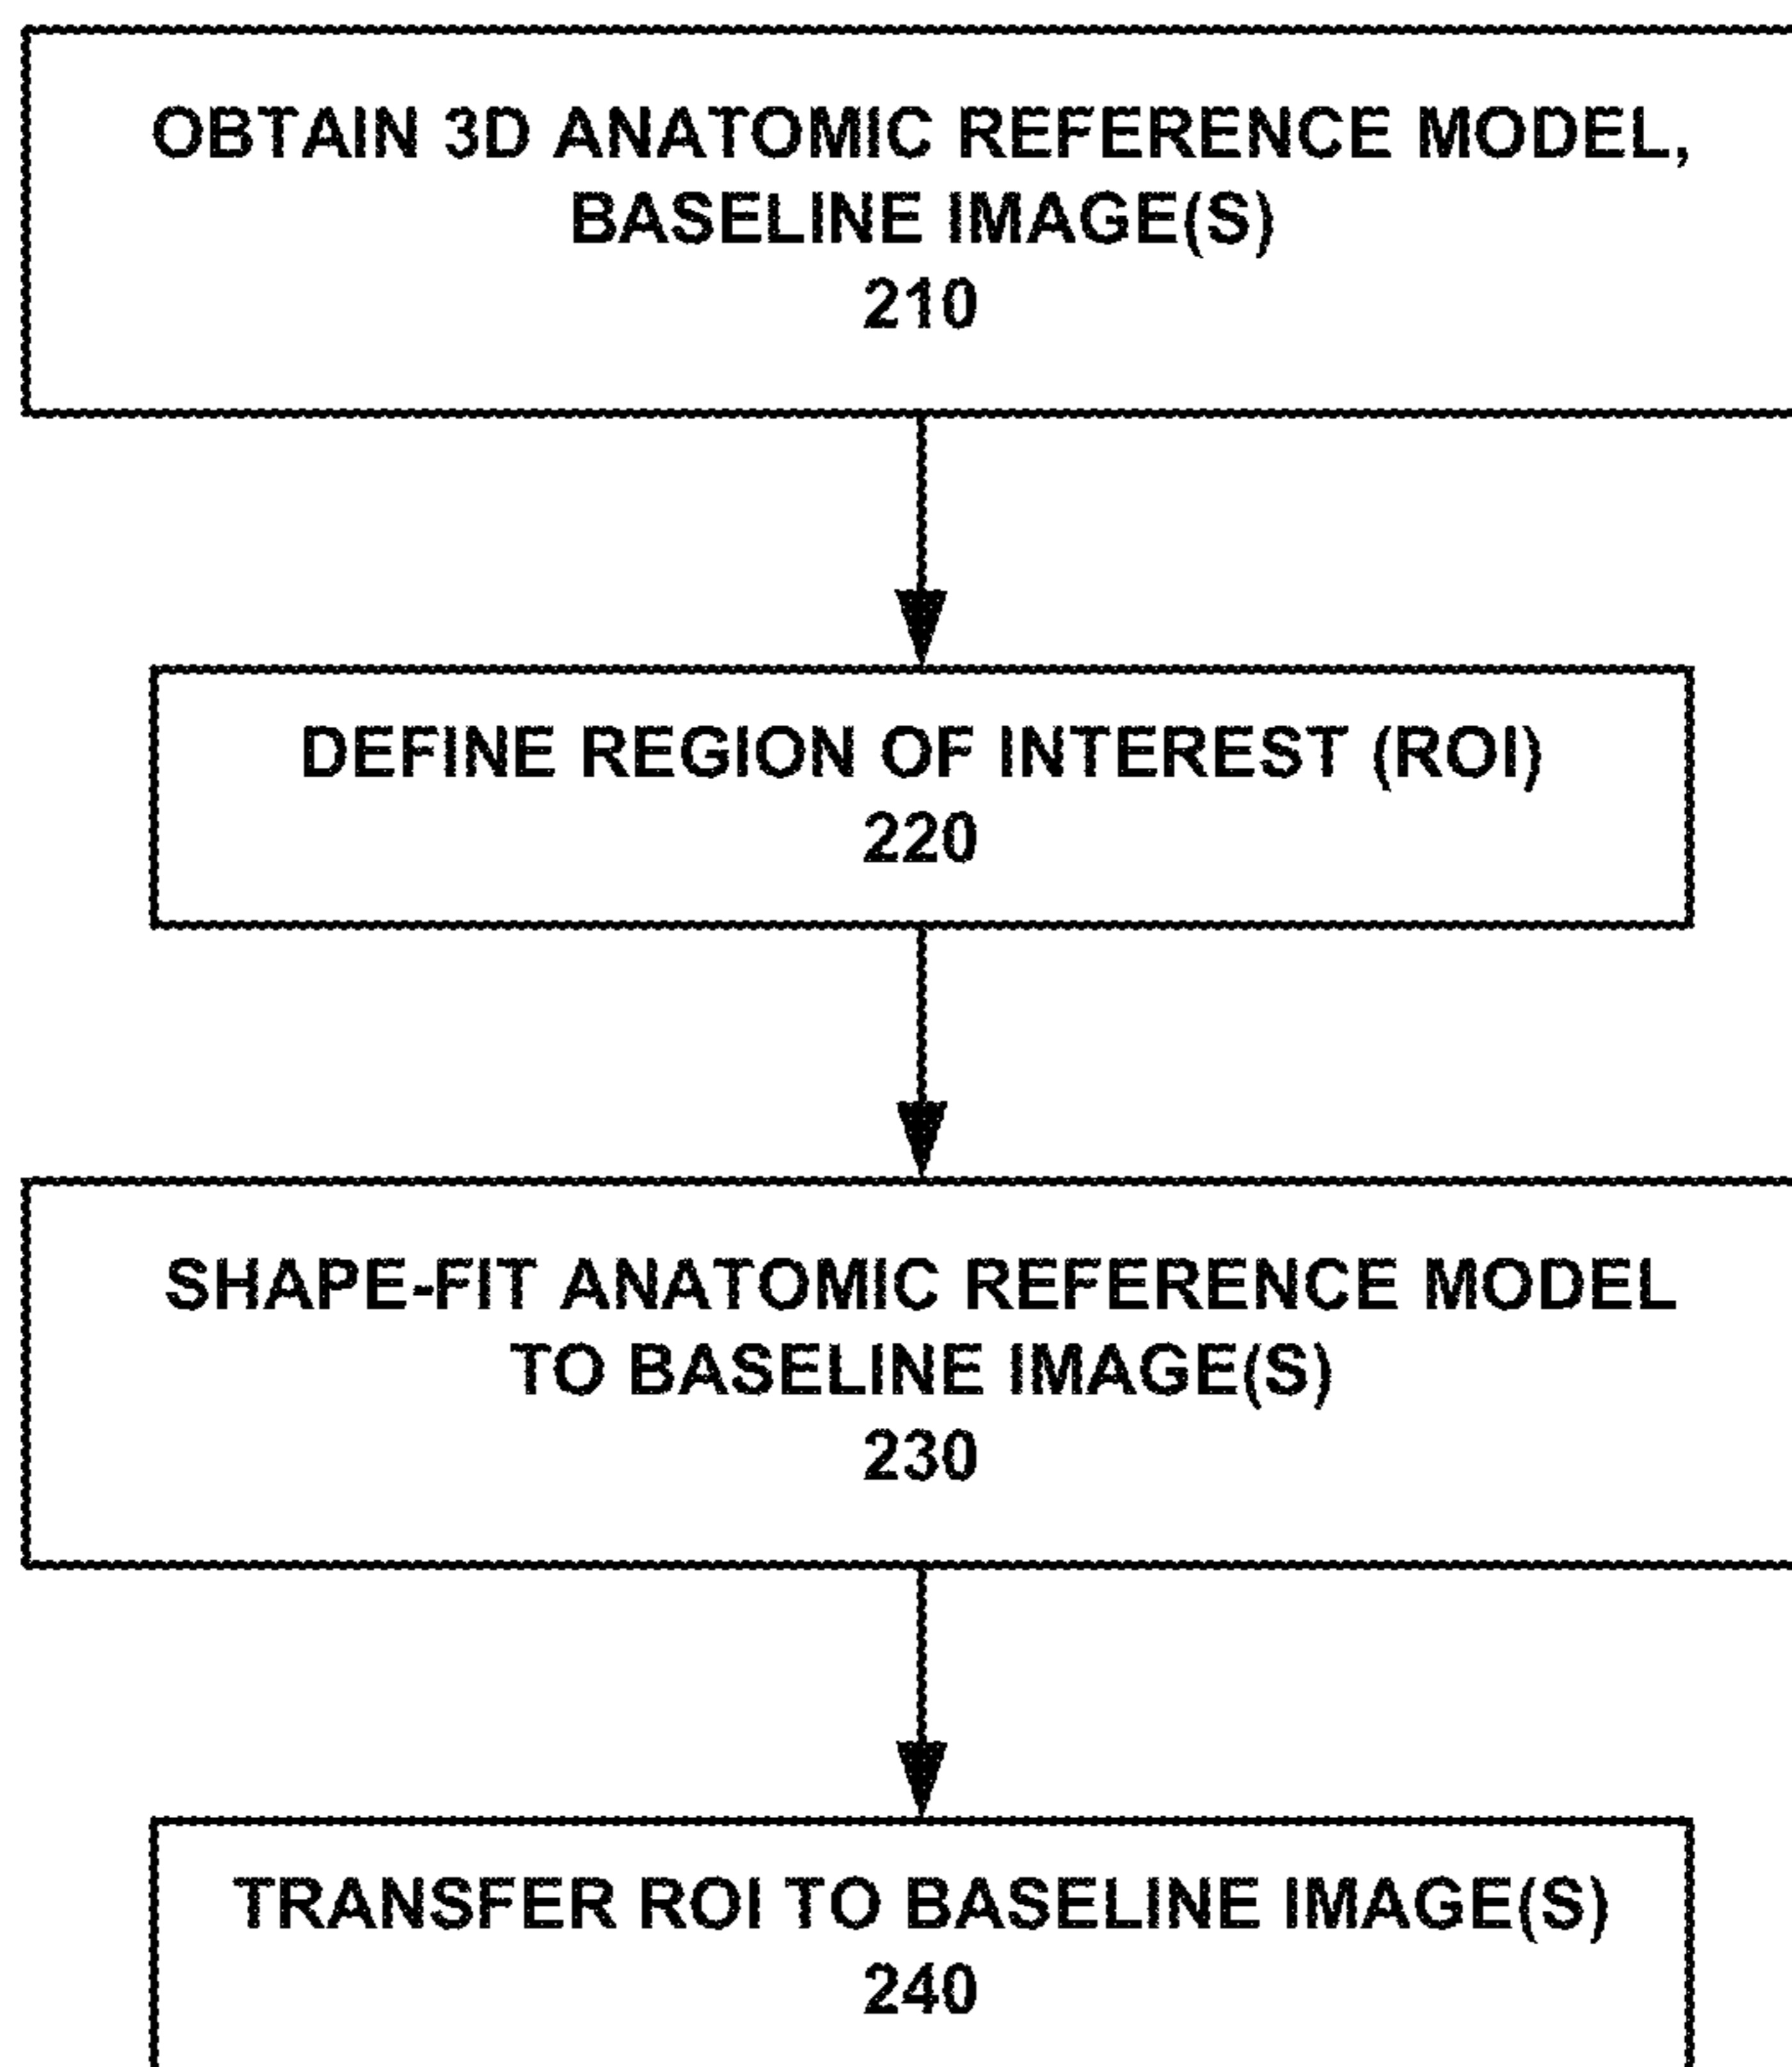 OBTAIN 3D ANATOMIC REFERENCE MODEL,
BASELINE IMAGE(S)
210
DEFINE REGION OF INTEREST (ROI)
220
SHAPE-FIT ANATOMIC REFERENCE MODEL
TO BASELINE IMAGE(S)
230
TRANSFER ROI TO BASELINE IMAGE(S)
240